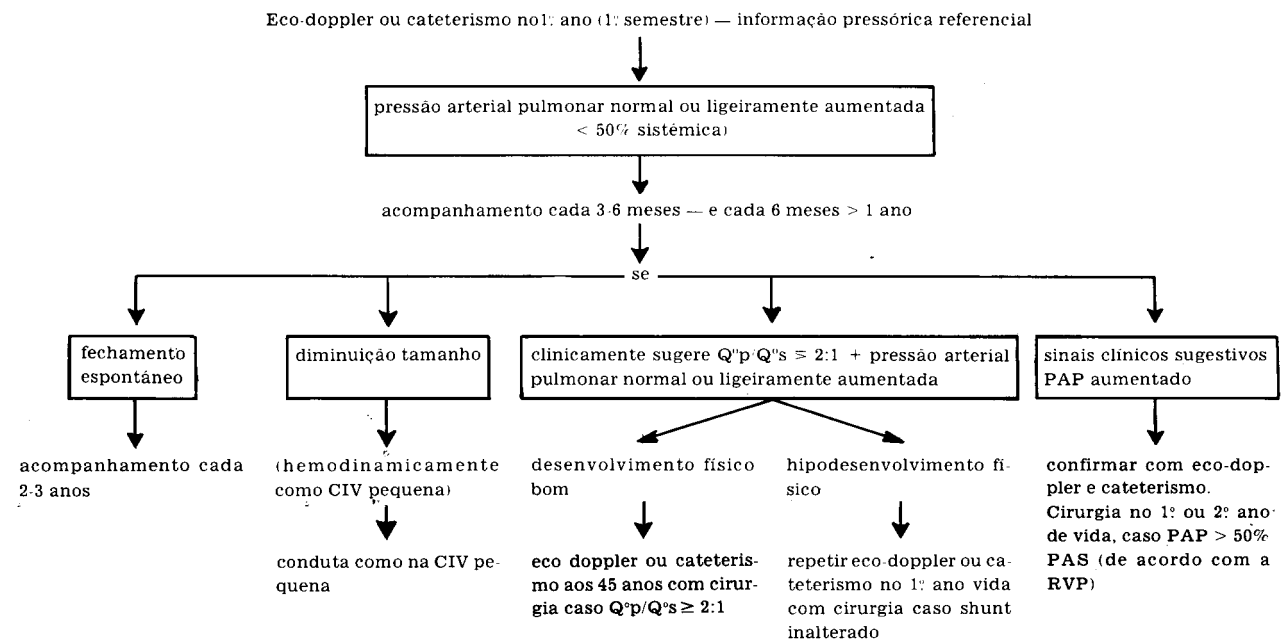 Eco-doppler ou cateterismo no 1º ano (1º semestre) — informação pressórica referencial
pressão arterial pulmonar normal ou ligeiramente aumentada
< 50% sistémica)
acompanhamento cada 3-6 meses — e cada 6 meses > 1 ano
se
fechamento
espontáneo
diminuição tamanho
clinicamente sugere Q"p/Q"s ≤ 2:1 + pressão arterial
pulmonar normal ou ligeiramente aumentada
sinais clínicos sugestivos
PAP aumentado
acompanhamento cada
2-3 anos
(hemodinamicamente
como CIV pequena)
conduta como na CIV pe-
quena
desenvolvimento físico
bom
eco doppler ou cateteris-
mo aos 45 anos com cirur-
gia caso Q°p/Q°s ≥ 2:1
hipodesenvolvimento fí-
sico
repetir eco-doppler ou ca-
teterismo no 1º ano vida
com cirurgia caso shunt
inalterado
confirmar com eco-dop-
pler e cateterismo.
Cirurgia no 1º ou 2º ano
de vida, caso PAP > 50%
PAS (de acordo com a
RVP)